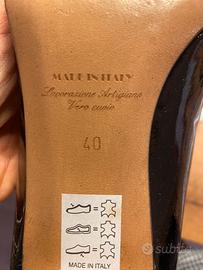 MADE IN ITALY
Lavorazione Artigiana
Vero cuoio
40
=
=
=
MADE IN ITALY
subito